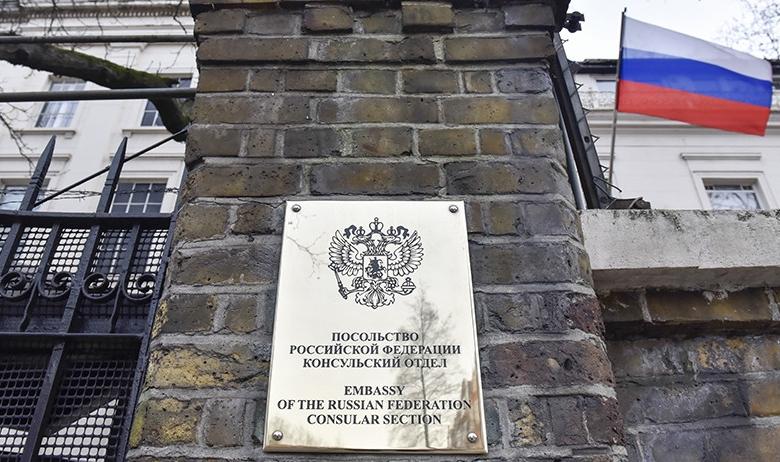 ПОСОЛЬСТВО
РОССИЙСКОЙ ФЕДЕРАЦИИ
КОНСУЛЬСКИЙ ОТДЕЛ
EMBASSY
OF THE RUSSIAN FEDERATION
CONSULAR SECTION